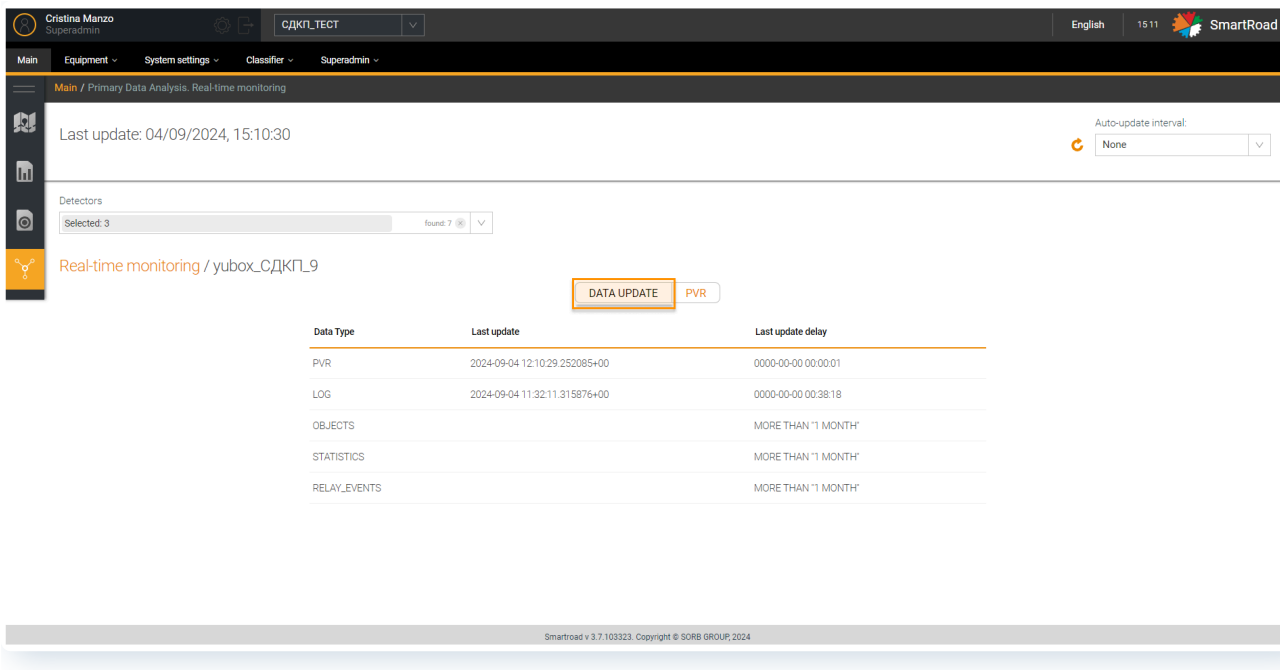 Cristina Manzo
Superadmin
СДКП_ТЕСТ
English
15 11
SmartRoad
Main
Equipment
System settings
Classifier
Superadmin
Main / Primary Data Analysis. Real-time monitoring
Last update: 04/09/2024, 15:10:30
Auto-update interval:
None
Detectors
Selected: 3
found: 7
Real-time monitoring / yubox_СДКП_9
DATA UPDATE
PVR
Data Type Last update Last update delay
PVR 2024-09-04 12:10:29.252085+00 0000-00-00 00:00:01
LOG 2024-09-04 11:32:11.315876+00 0000-00-00 00:38:18
OBJECTS MORE THAN "1 MONTH"
STATISTICS MORE THAN "1 MONTH"
RELAY_EVENTS MORE THAN "1 MONTH"
Smartroad v 3.7.103323. Copyright © SORB GROUP, 2024